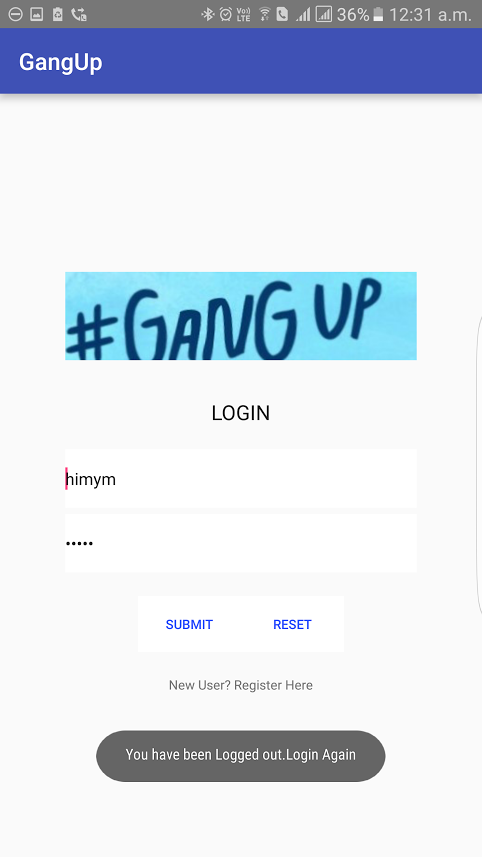 Vo)) LTE 36% 12:31 a.m.
GangUp
#GANG UP
LOGIN
himym
•••••
SUBMIT RESET
New User? Register Here
You have been Logged out.Login Again